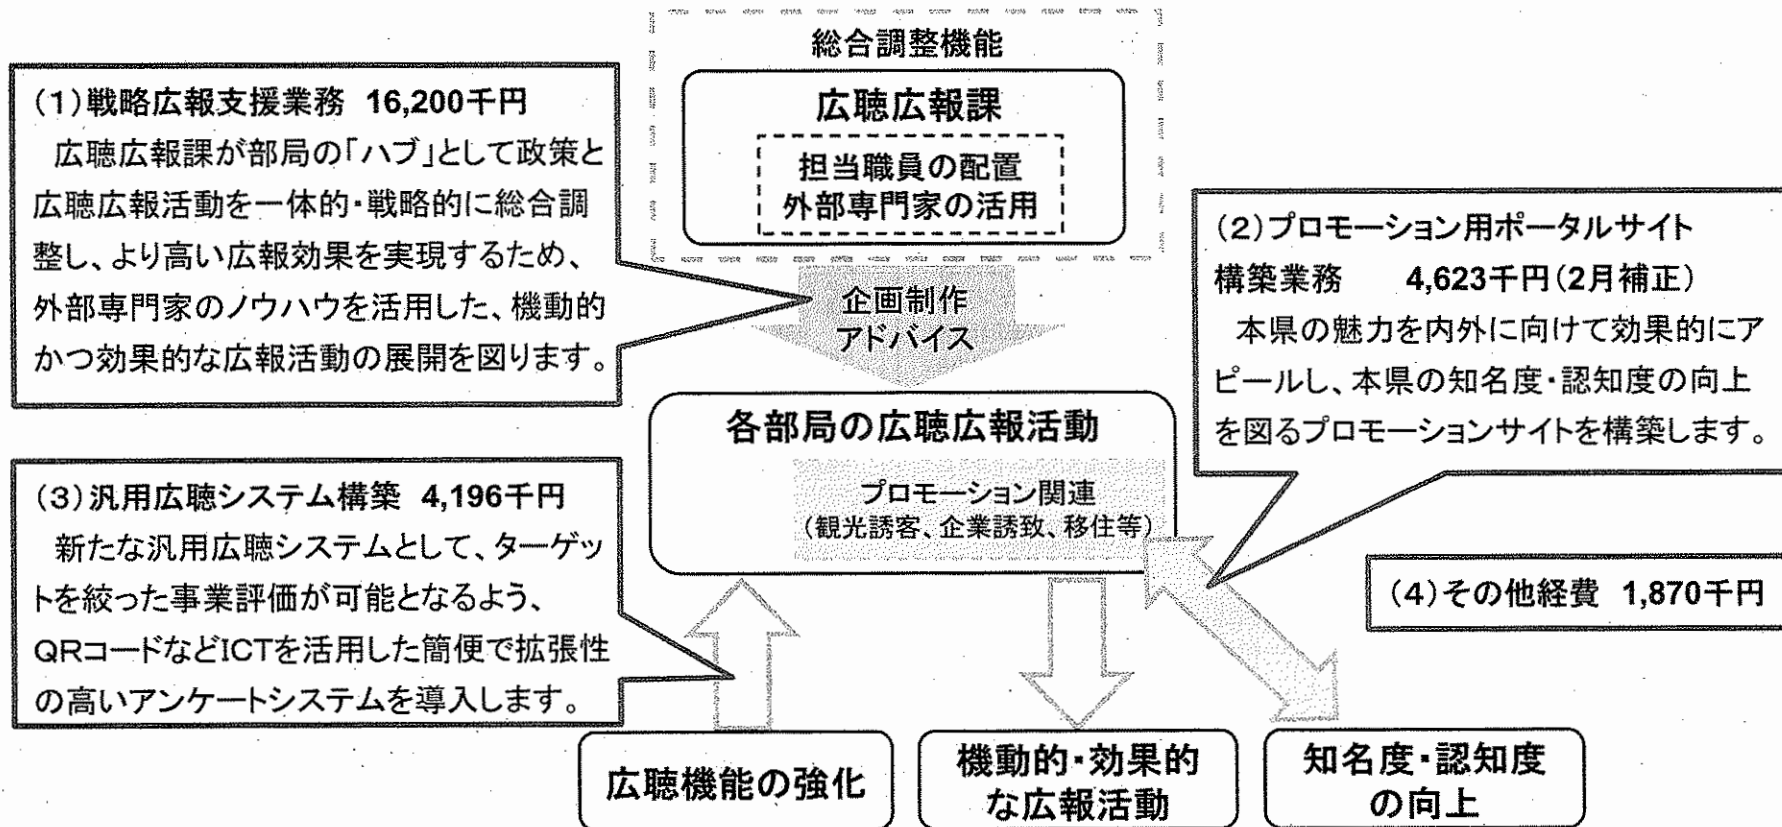 総合調整機能
広聴広報課
担当職員の配置
外部専門家の活用
(1)戦略広報支援業務 16,200千円
広聴広報課が部局の「ハブ」として政策と
広聴広報活動を一体的・戦略的に総合調
整し、より高い広報効果を実現するため、
外部専門家のノウハウを活用した、機動的
かつ効果的な広報活動の展開を図ります。
企画制作
アドバイス
(2)プロモーション用ポータルサイト
構築業務 4,623千円(2月補正)
本県の魅力を内外に向けて効果的にア
ピールし、本県の知名度・認知度の向上
を図るプロモーションサイトを構築します。
各部局の広聴広報活動
プロモーション関連
(観光誘客、企業誘致、移住等)
(3)汎用広聴システム構築 4,196千円
新たな汎用広聴システムとして、ターゲッ
トを絞った事業評価が可能となるよう、
QRコードなどICTを活用した簡便で拡張性
の高いアンケートシステムを導入します。
(4)その他経費 1,870千円
広聴機能の強化
機動的・効果的
な広報活動
知名度・認知度
の向上